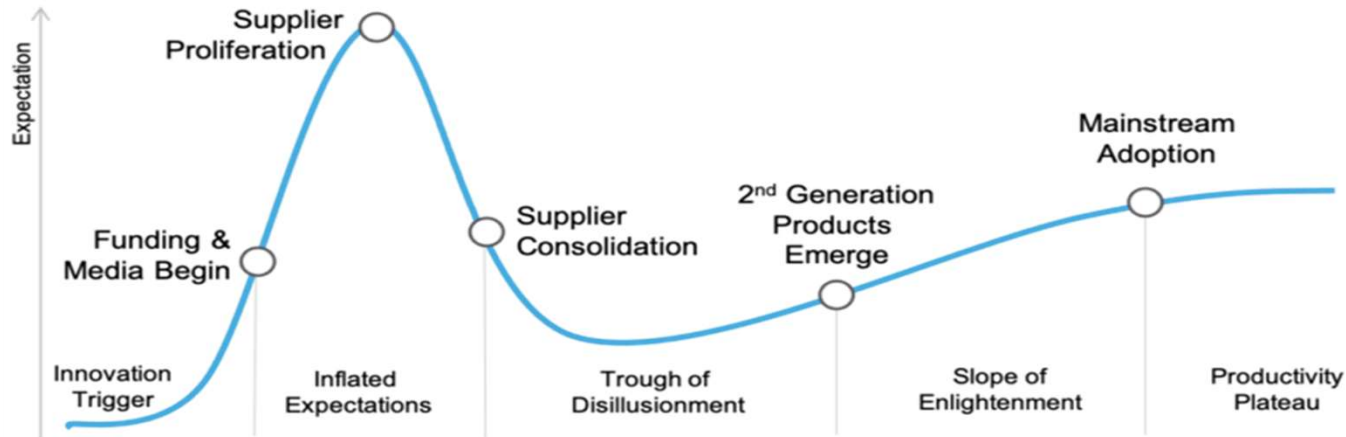 Expectation
Supplier
Proliferation
Funding &
Media Begin
Supplier
Consolidation
2nd Generation
Products
Emerge
Mainstream
Adoption
Innovation
Trigger
Inflated
Expectations
Trough of
Disillusionment
Slope of
Enlightenment
Productivity
Plateau